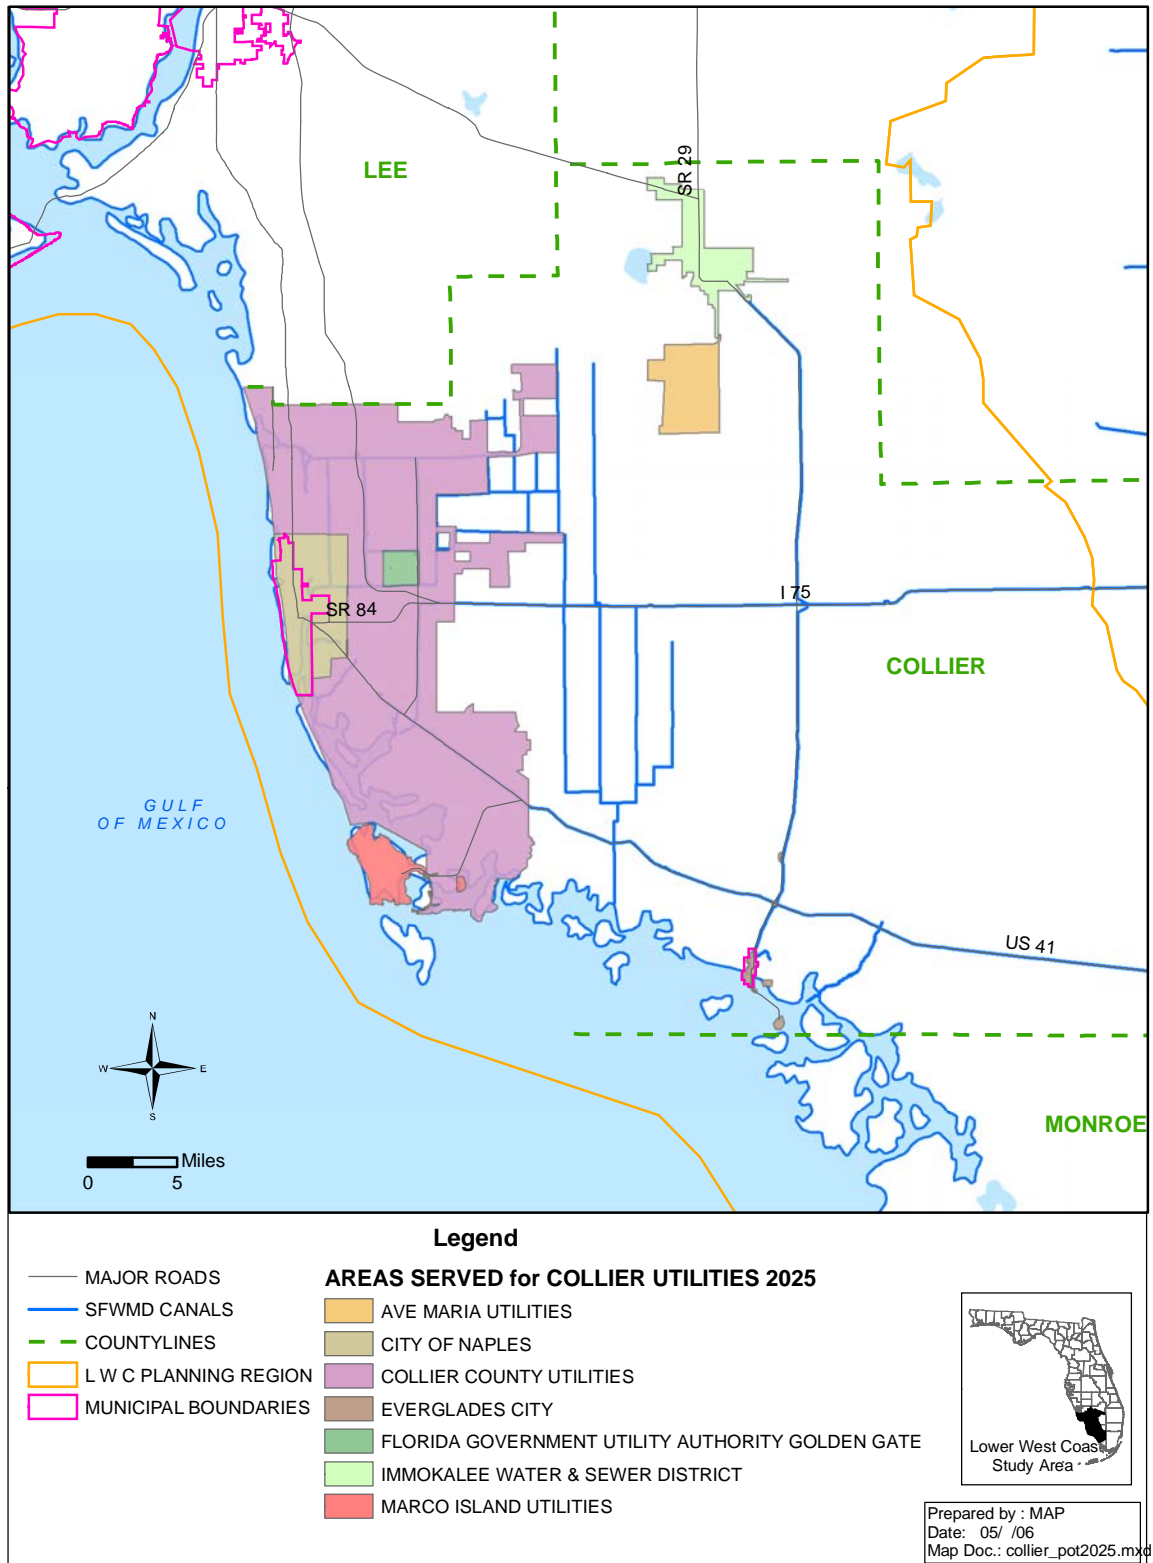 LEE
SR 29
I 75
SR 84
COLLIER
GULF
OF MEXICO
US 41
N
W
E
S
MONROE
Miles
0 5
Legend
MAJOR ROADS
SFWMD CANALS
COUNTYLINES
L W C PLANNING REGION
MUNICIPAL BOUNDARIES
AREAS SERVED for COLLIER UTILITIES 2025
AVE MARIA UTILITIES
CITY OF NAPLES
COLLIER COUNTY UTILITIES
EVERGLADES CITY
FLORIDA GOVERNMENT UTILITY AUTHORITY GOLDEN GATE
IMMOKALEE WATER & SEWER DISTRICT
MARCO ISLAND UTILITIES
Lower West Coast
Study Area
Prepared by : MAP
Date: 05/ /06
Map Doc.: collier_pot2025.mxd